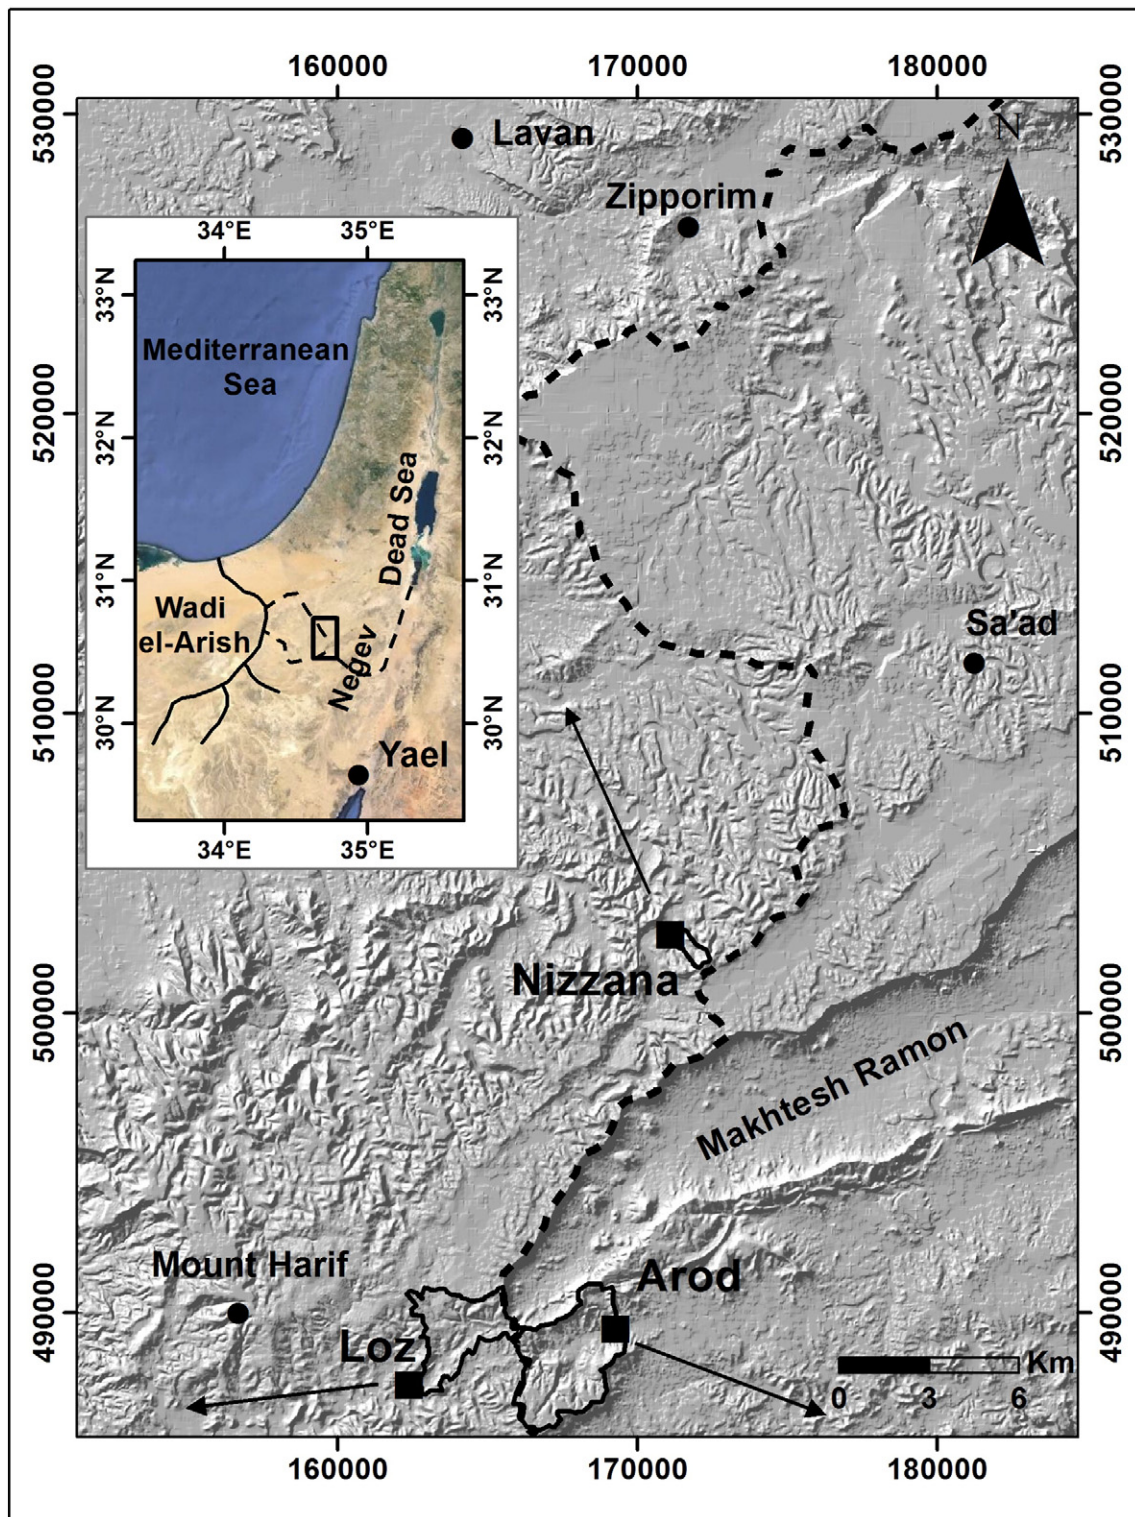 160000 170000 180000
530000
530000
N
Lavan
Zipporim
34°E 35°E
33°N
33°N
Mediterranean
Sea
520000
520000
32°N
32°N
Dead Sea
31°N
31°N
Wadi
el-Arish
Negev
Sa'ad
510000
510000
30°N
30°N
Yael
34°E 35°E
Nizzana
500000
500000
Makhtesh Ramon
Mount Harif
Arod
490000
490000
Loz
Km
0 3 6
160000 170000 180000